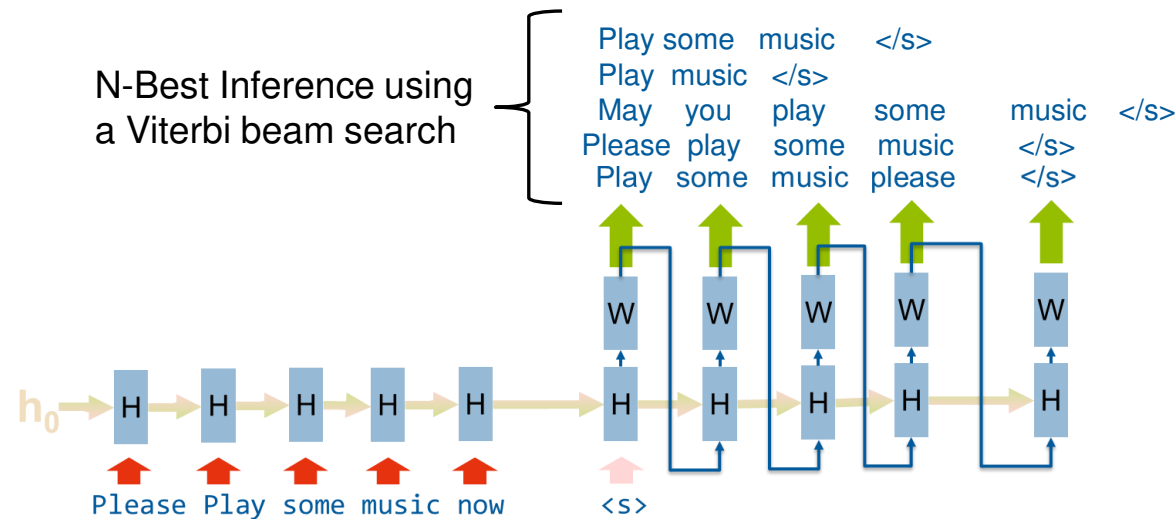 Play some music </s>
N-Best Inference using
a Viterbi beam search
Play music </s>
May you play some music </s>
Please play some music </s>
Play some music please </s>
W W W W W
h0 H H H H H H H H H H
Please Play some music now <s>